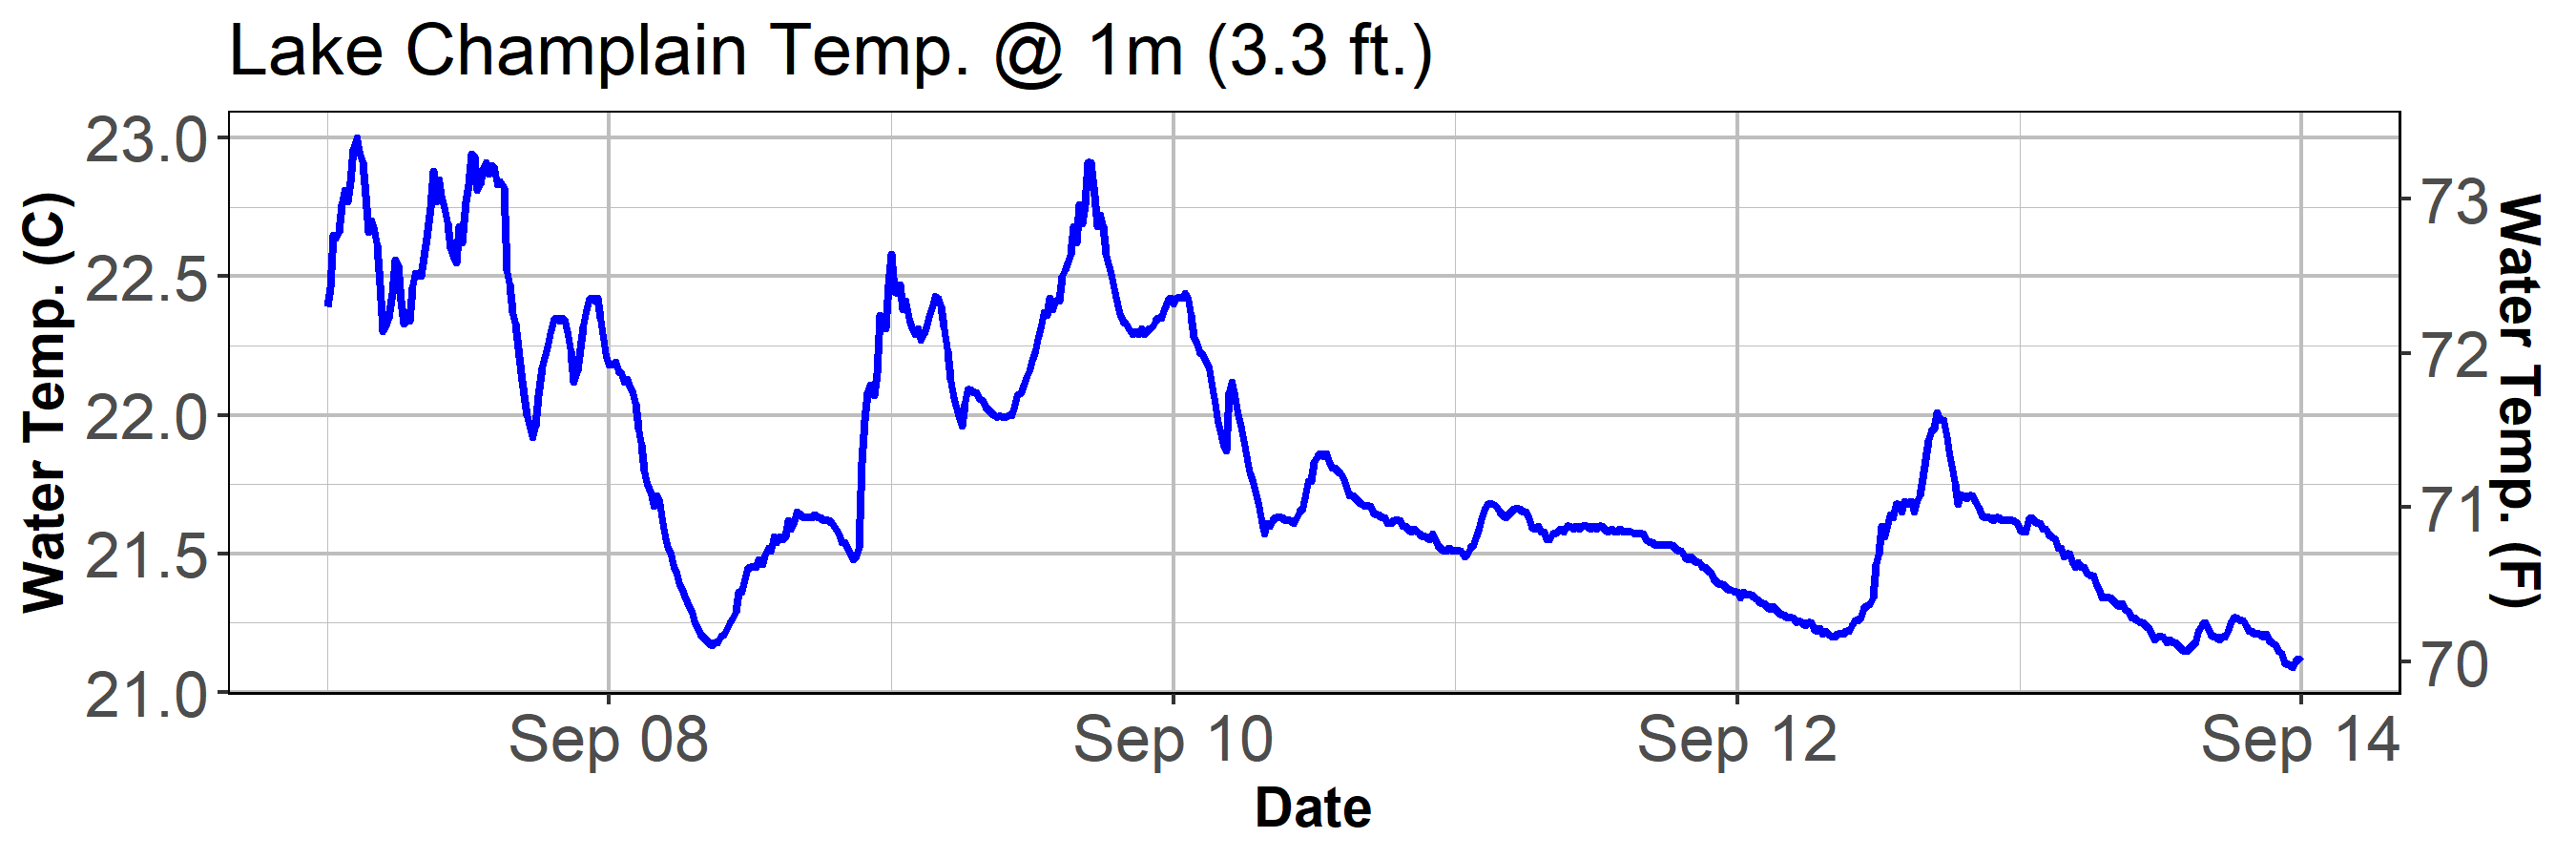 Lake Champlain Temp. @ 1m (3.3 ft.)
Water Temp. (C)
23.0
22.5
22.0
21.5
21.0
73
72
71
70
Water Temp. (F)
Sep 08 Sep 10 Sep 12 Sep 14
Date